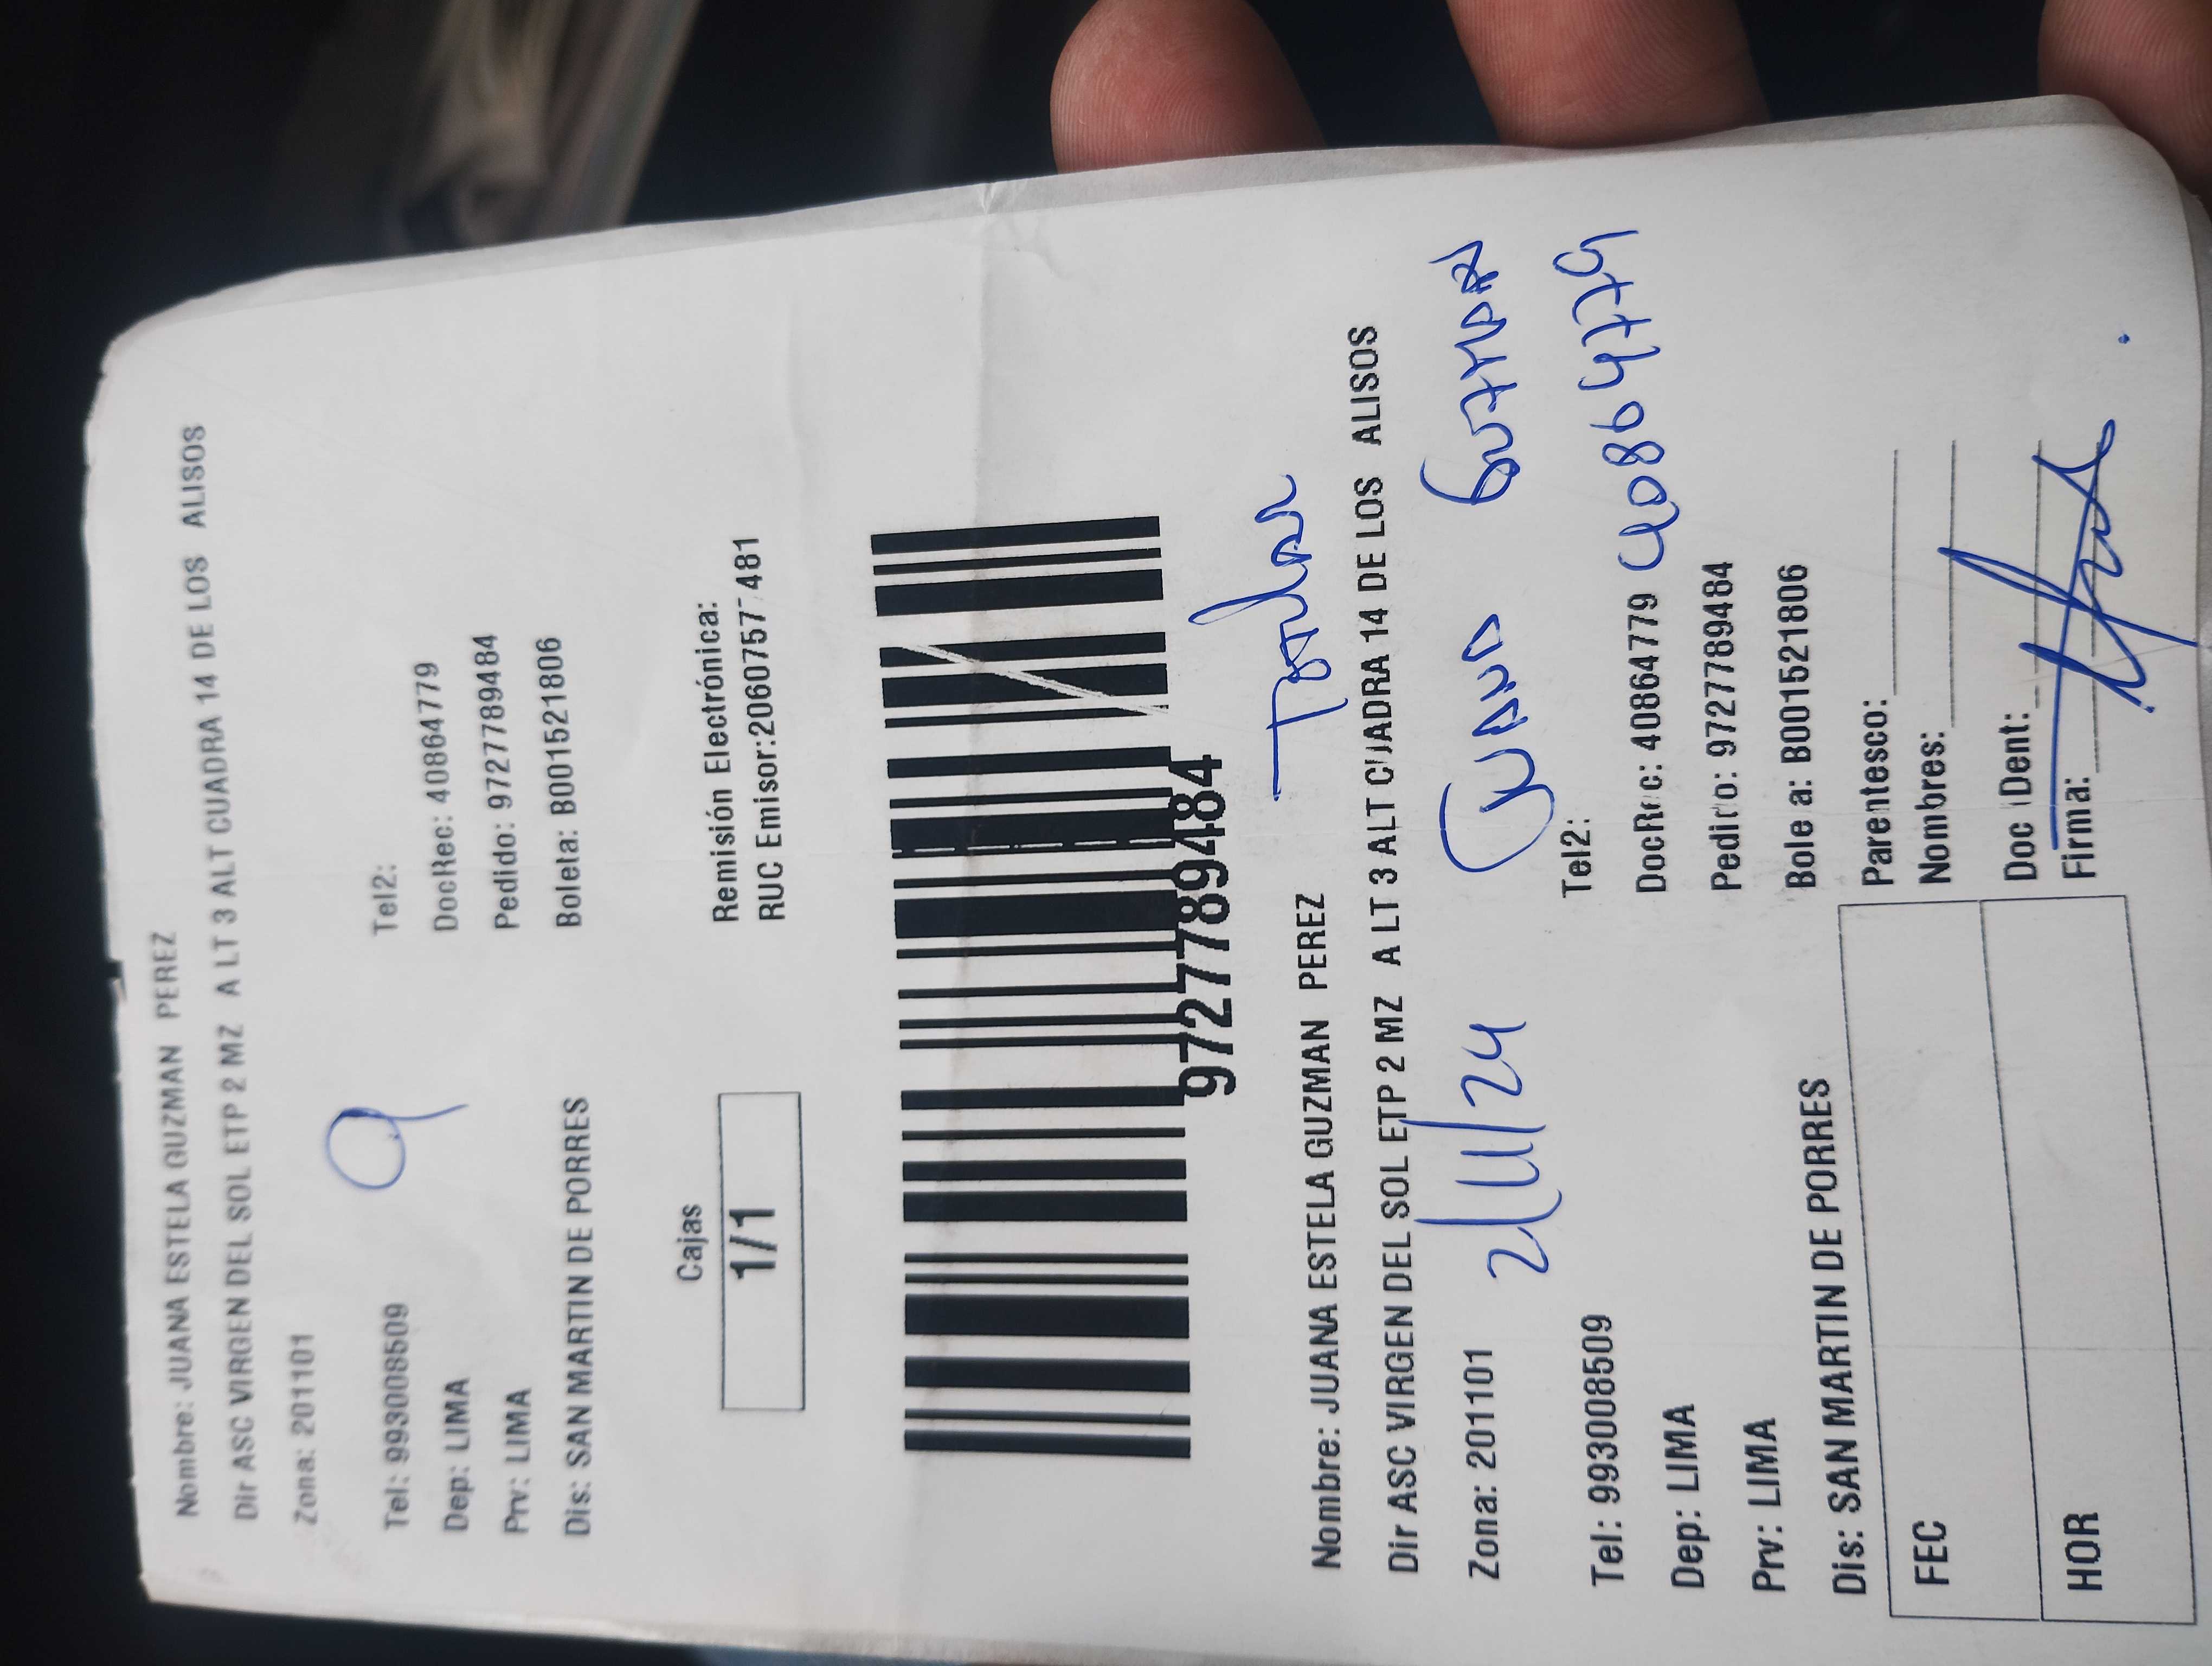 Nombre: JUANA ESTELA GUZMAN PEREZ
Dir ASC VIRGEN DEL SOL ETP 2 MZ A LT 3 ALT CUADRA 14 DE LOS ALISOS
Zona: 201101
Tel: 993008509
Tel2:
Dep: LIMA
DocRec: 40864779
Prv: LIMA
Pedido: 9727789484
Dis: SAN MARTIN DE PORRES
Boleta: B001521806
Cajas
1/1
Remisión Electrónica:
RUC Emisor:20607577481
9727789484
Titular
Nombre: JUANA ESTELA GUZMAN PEREZ
Dir ASC VIRGEN DEL SOL ETP 2 MZ A LT 3 ALT CUADRA 14 DE LOS ALISOS
Zona: 201101
Juana Guzman
Tel: 993008509
Tel2:
40864779
Dep: LIMA
DocRec: 40864779
Prv: LIMA
Pedido: 9727789484
Dis: SAN MARTIN DE PORRES
Boleta: B001521806
FEC
Parentesco:
Nombres:
HOR
Doc iDent:
Firma: